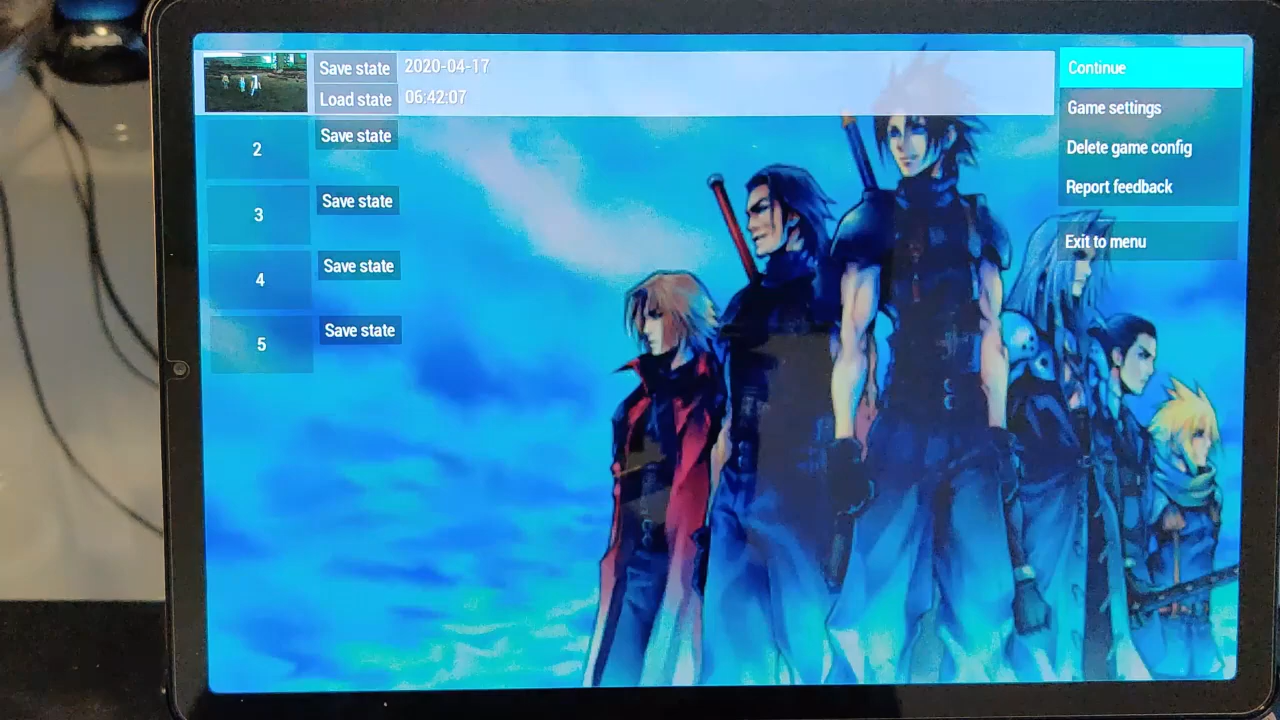 Save state 2020-04-17
Load state 06:42:07
2 Save state
3 Save state
4 Save state
5 Save state
Continue
Game settings
Delete game config
Report feedback
Exit to menu